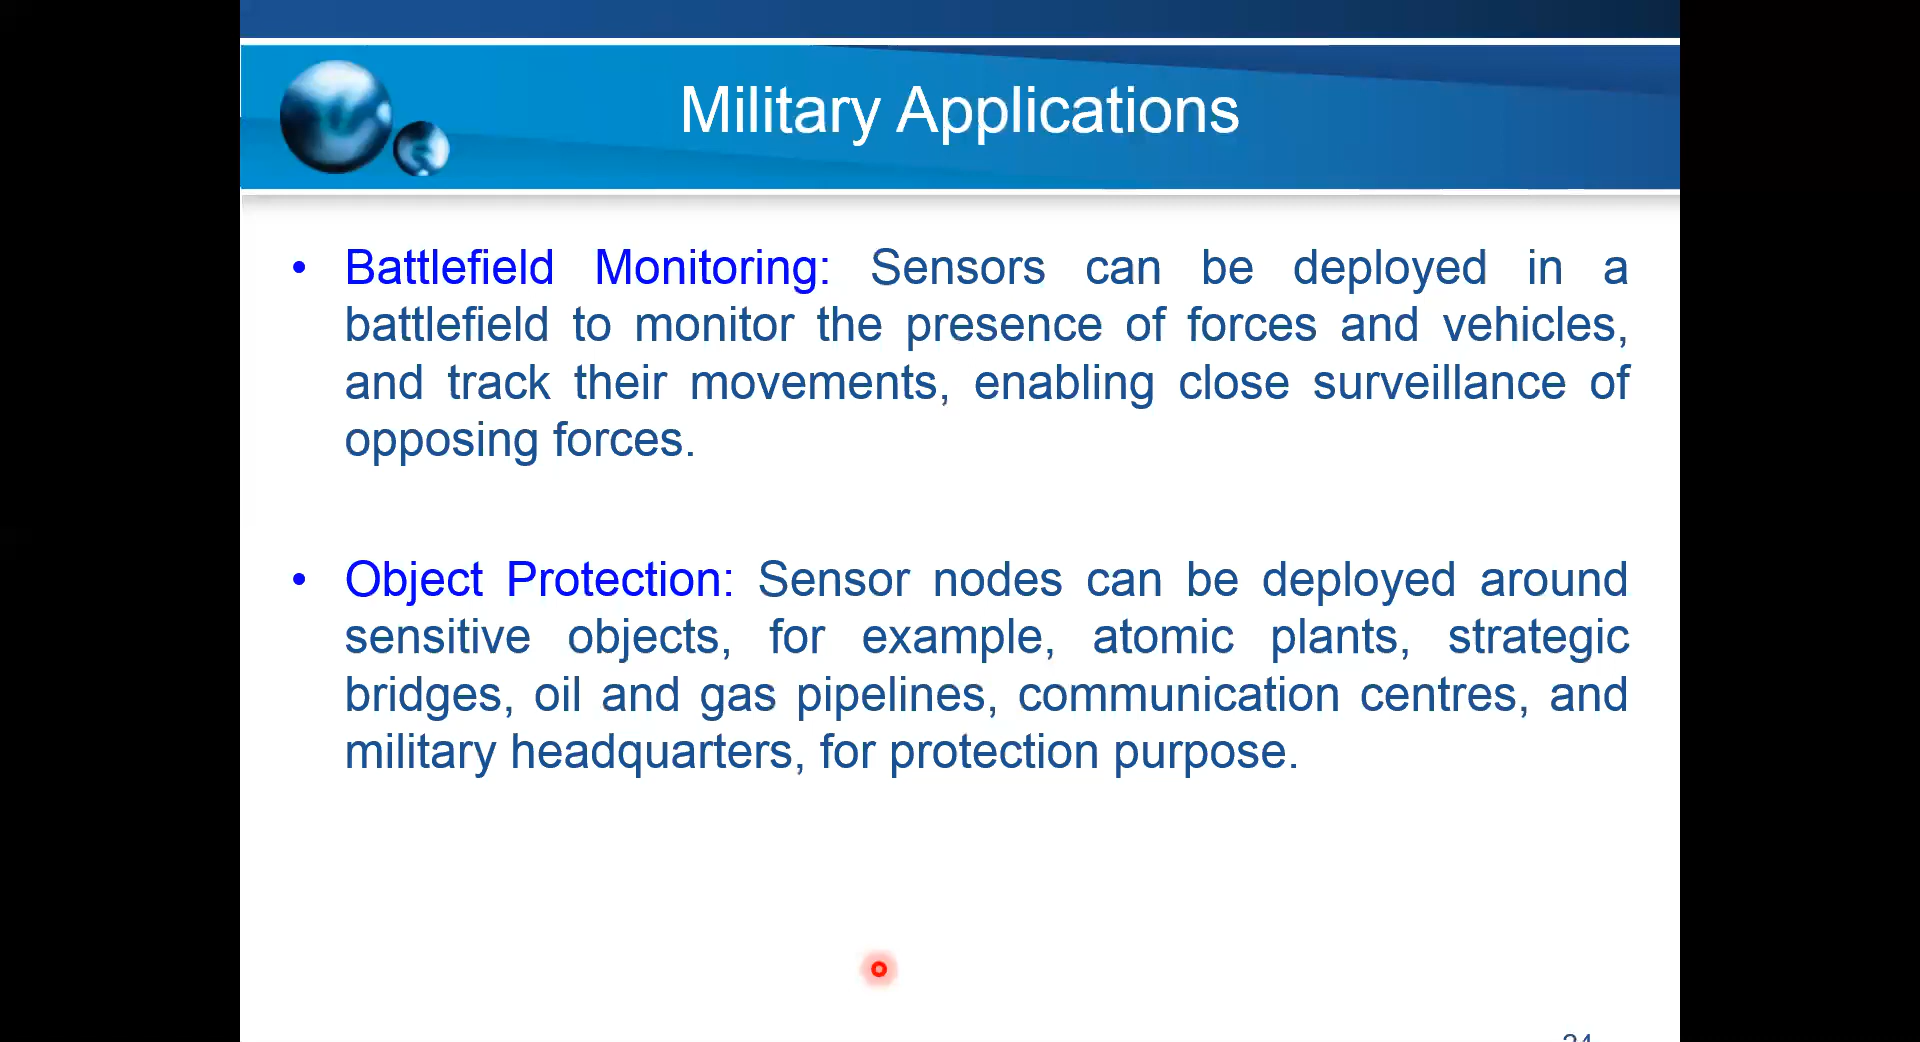 Military Applications
• Battlefield Monitoring: Sensors can be deployed in a
battlefield to monitor the presence of forces and vehicles,
and track their movements, enabling close surveillance of
opposing forces.
• Object Protection: Sensor nodes can be deployed around
sensitive objects, for example, atomic plants, strategic
bridges, oil and gas pipelines, communication centres, and
military headquarters, for protection purpose.